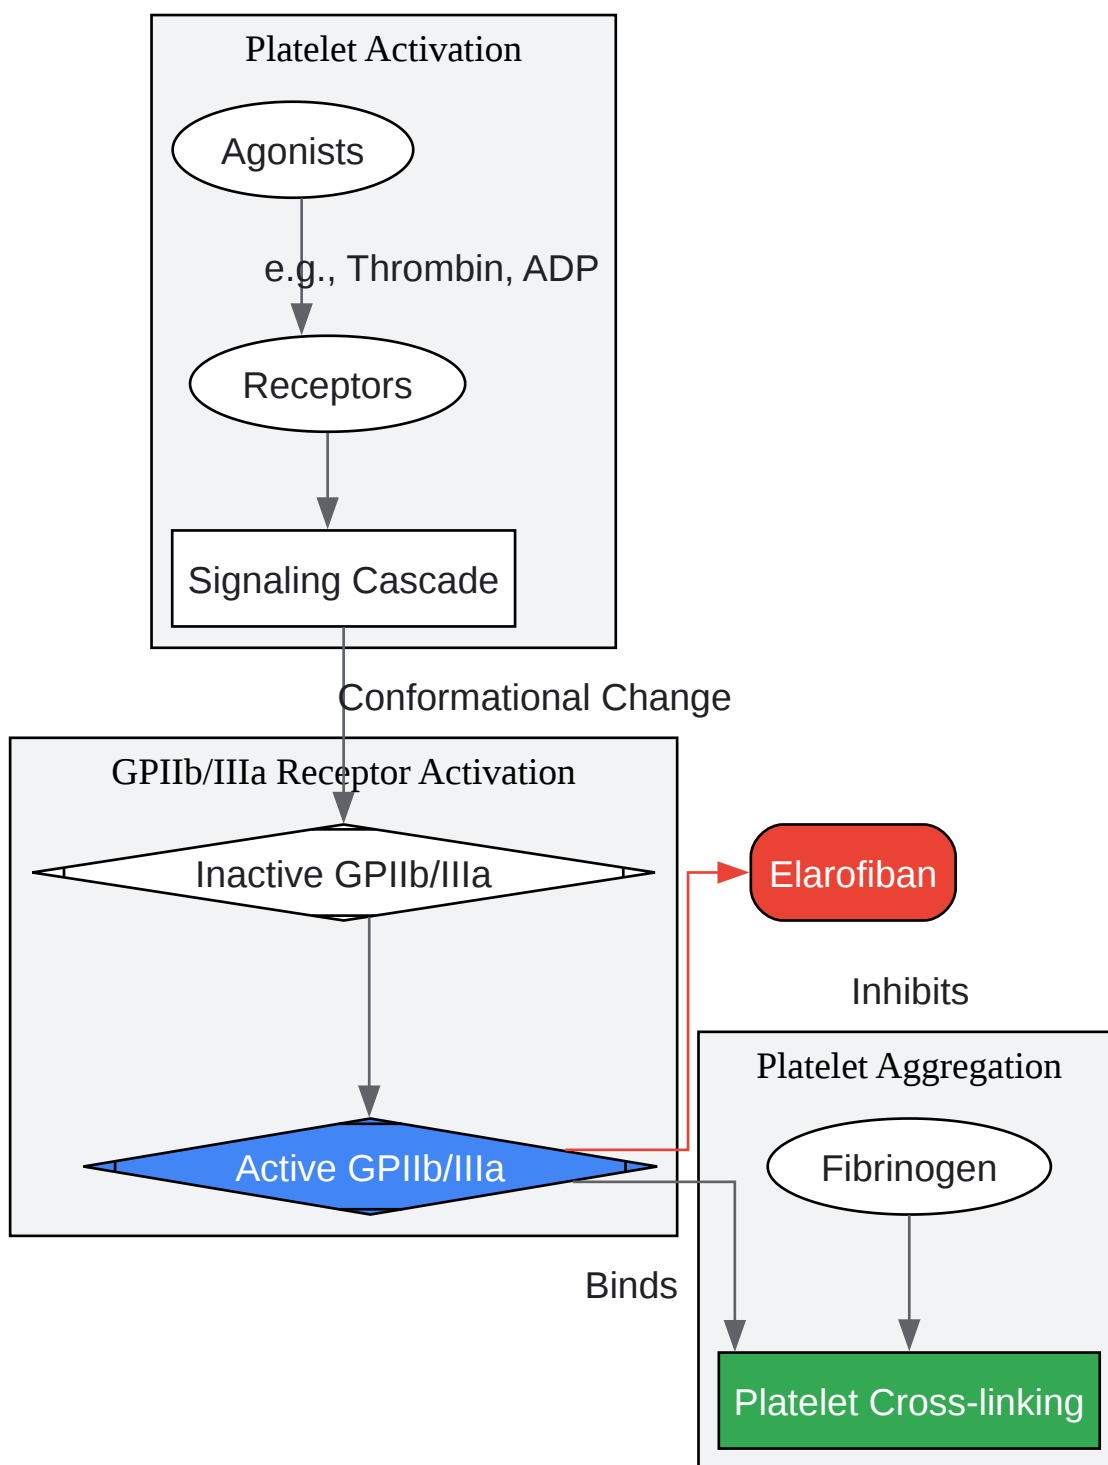 Platelet Activation
Agonists
e.g., Thrombin, ADP
Receptors
Signaling Cascade
Conformational Change
GPIIb/IIIa Receptor Activation
Inactive GPIIb/IIIa
Elarofiban
Inhibits
Platelet Aggregation
Active GPIIb/IIIa
Fibrinogen
Binds
Platelet Cross-linking